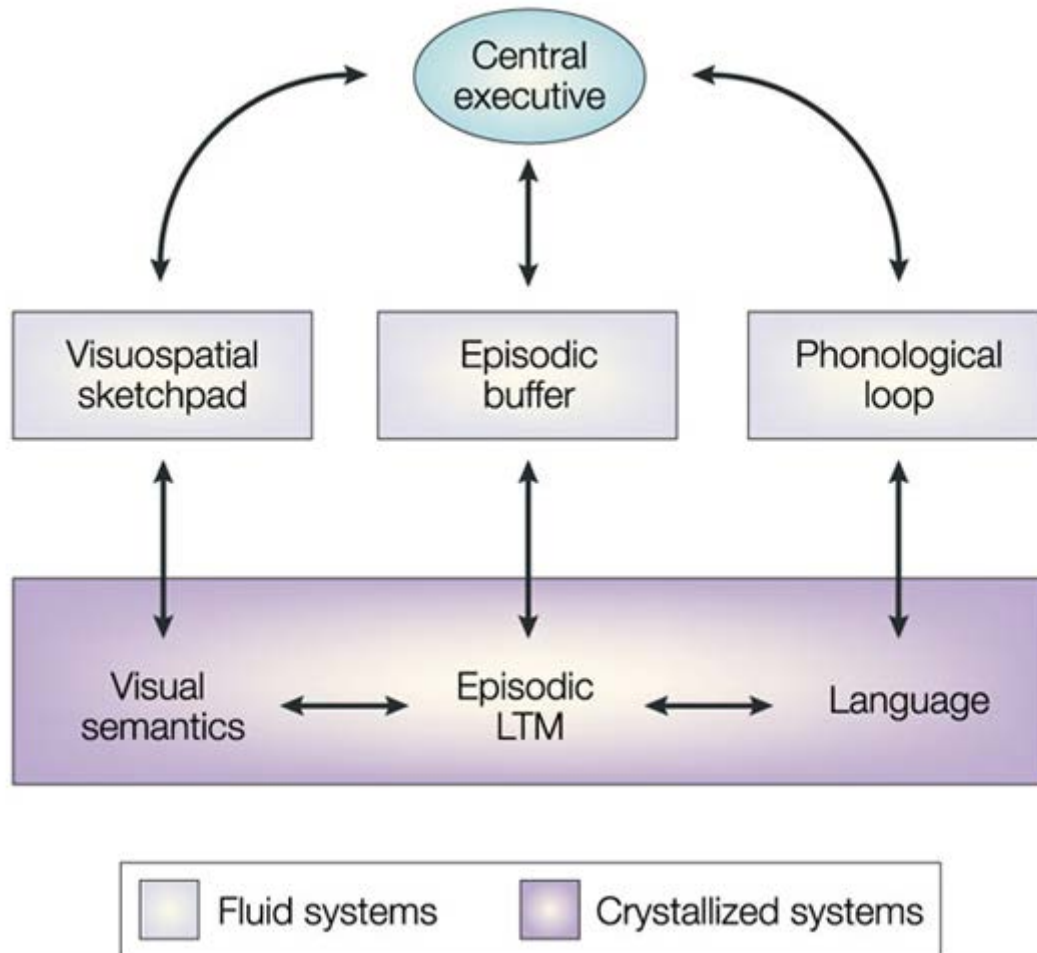 Central
executive
Visuospatial
sketchpad
Episodic
buffer
Phonological
loop
Visual
semantics
Episodic
LTM
Language
Fluid systems
Crystallized systems